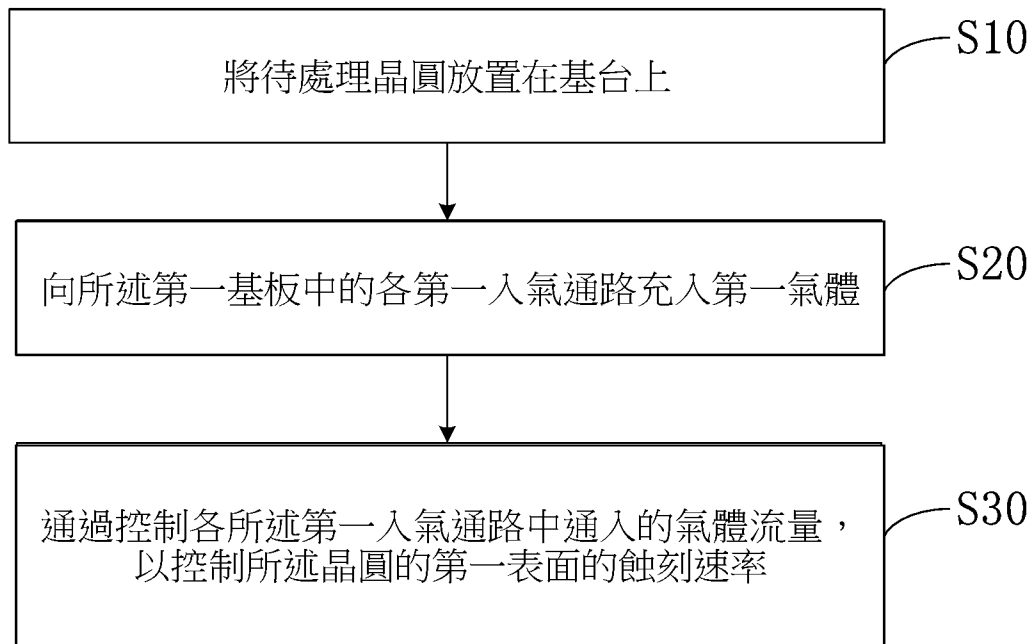 將待處理晶圓放置在基台上
S10
向所述第一基板中的各第一入氣通路充入第一氣體
S20
通過控制各所述第一入氣通路中通入的氣體流量，
以控制所述晶圓的第一表面的蝕刻速率
S30